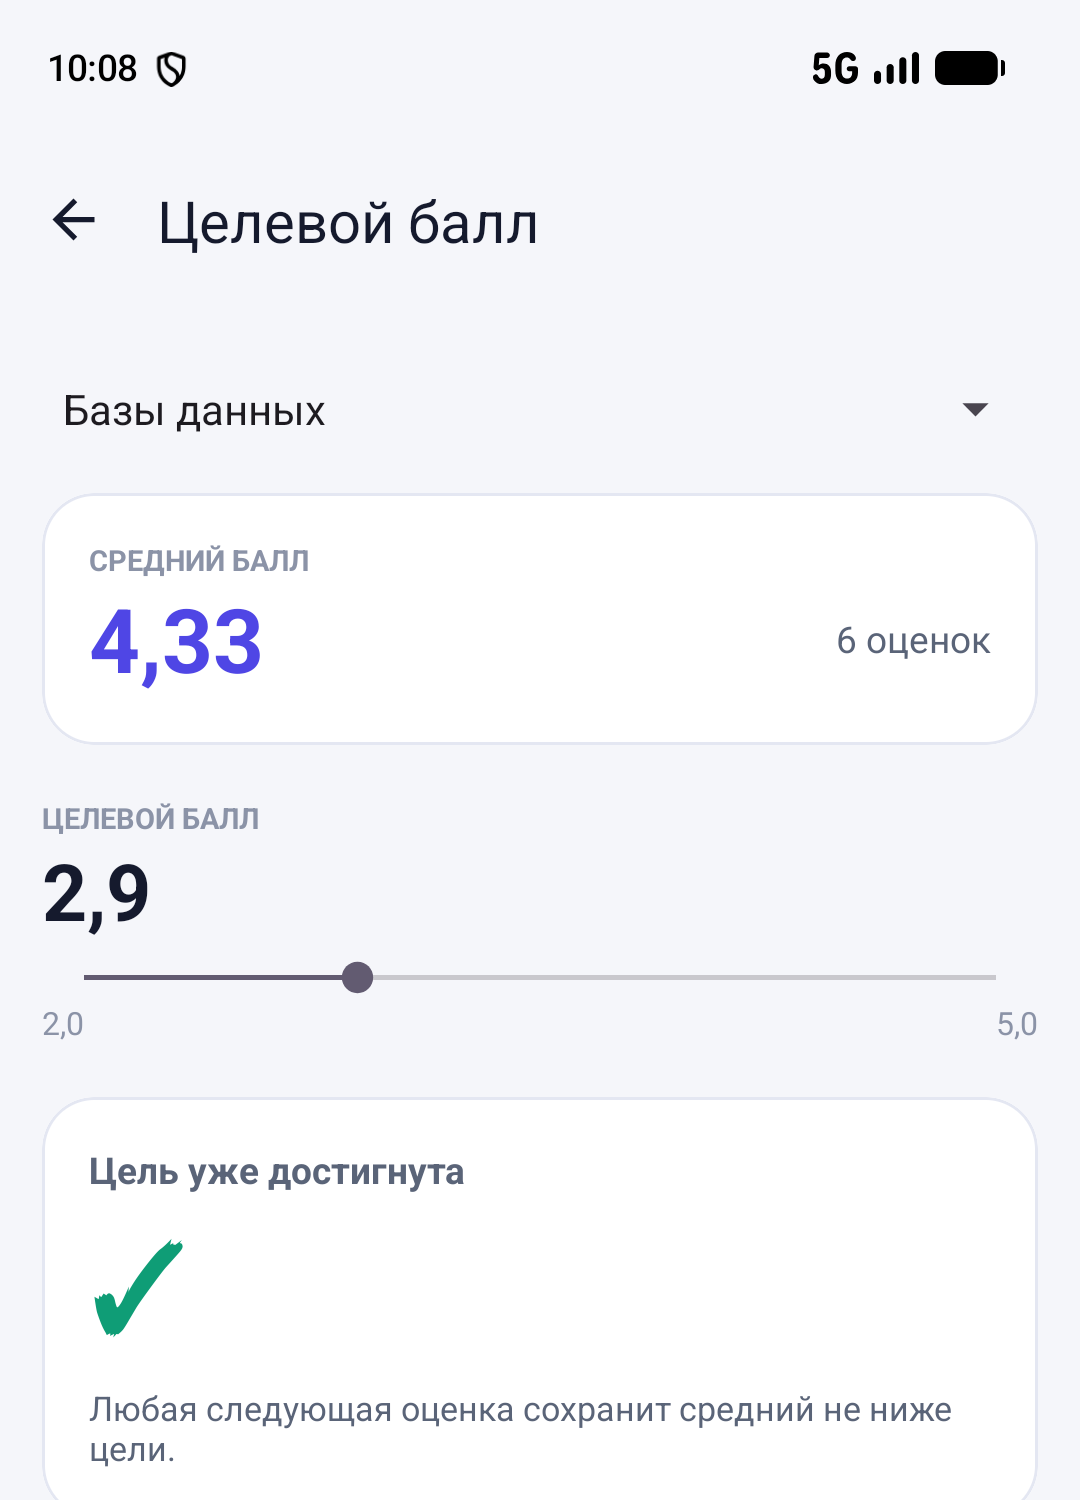 10:08 5G
Целевой балл
Базы данных
СРЕДНИЙ БАЛЛ
4,33
6 оценок
ЦЕЛЕВОЙ БАЛЛ
2,9
2,0 5,0
Цель уже достигнута
Любая следующая оценка сохранит средний не ниже
цели.